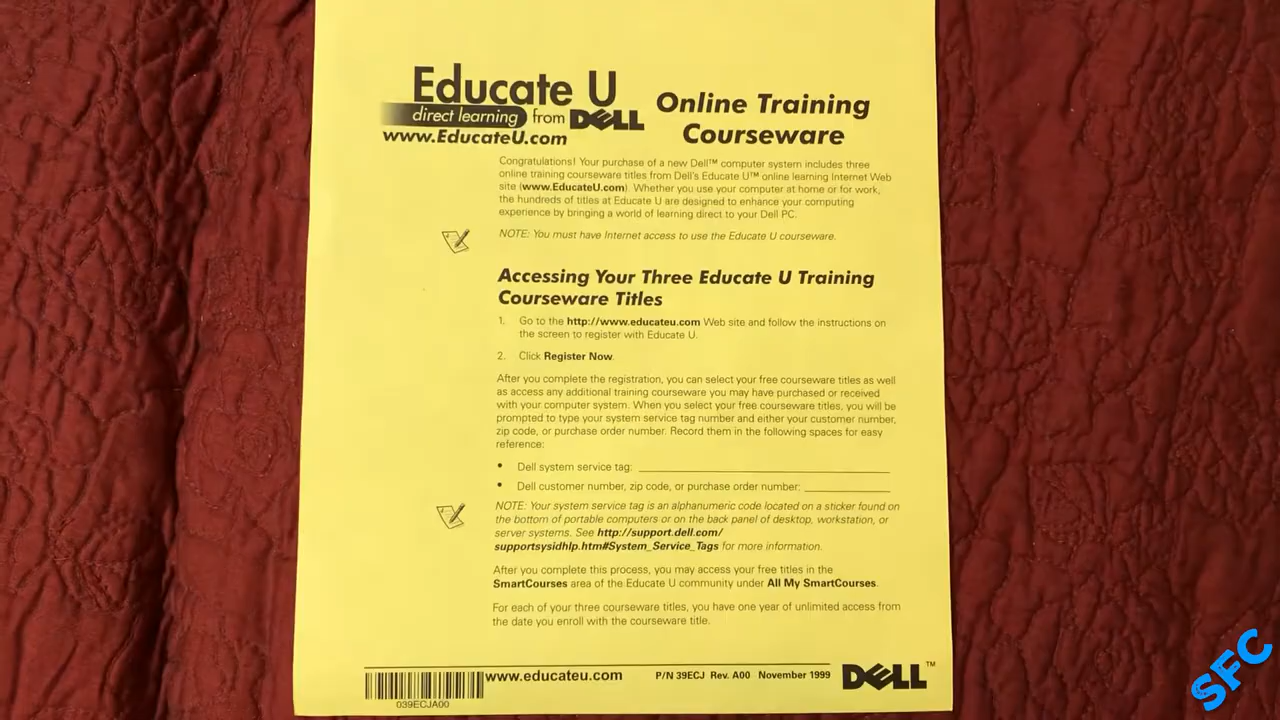 Educate U
direct learning from DELL
www.EducateU.com
Online Training
Courseware
Congratulations! Your purchase of a new Dell™ computer system includes three
online training courseware titles from Dell's Educate U™ online learning Internet Web
site (www.EducateU.com). Whether you use your computer at home or for work,
the hundreds of titles at Educate U are designed to enhance your computing
experience by bringing a world of learning direct to your Dell PC.
NOTE: You must have Internet access to use the Educate U courseware.
Accessing Your Three Educate U Training
Courseware Titles
1. Go to the http://www.educateu.com Web site and follow the instructions on
the screen to register with Educate U.
2. Click Register Now.
After you complete the registration, you can select your free courseware titles as well
as access any additional training courseware you may have purchased or received
with your computer system. When you select your free courseware titles, you will be
prompted to type your system service tag number and either your customer number,
zip code, or purchase order number. Record them in the following spaces for easy
reference:
• Dell system service tag:
• Dell customer number, zip code, or purchase order number:
NOTE: Your system service tag is an alphanumeric code located on a sticker found on
the bottom of portable computers or on the back panel of desktop, workstation, or
server systems. See http://support.dell.com/
supportsysidhlp.htm#System_Service_Tags for more information.
After you complete this process, you may access your free titles in the
SmartCourses area of the Educate U community under All My SmartCourses.
For each of your three courseware titles, you have one year of unlimited access from
the date you enroll with the courseware title.
www.educateu.com P/N 39ECJ Rev. A00 November 1999 DELL™
039ECJA00
SFC